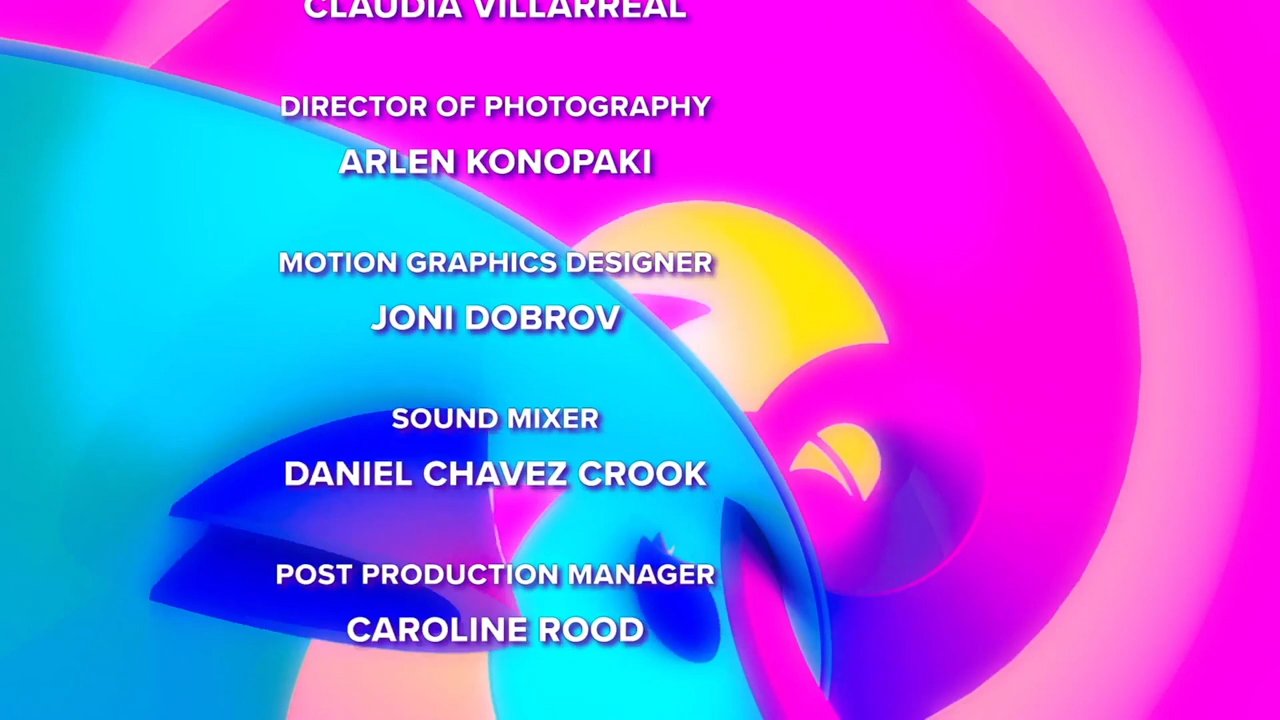 CLAUDIA VILLARREAL
DIRECTOR OF PHOTOGRAPHY
ARLEN KONOPAKI
MOTION GRAPHICS DESIGNER
JONI DOBROV
SOUND MIXER
DANIEL CHAVEZ CROOK
POST PRODUCTION MANAGER
CAROLINE ROOD